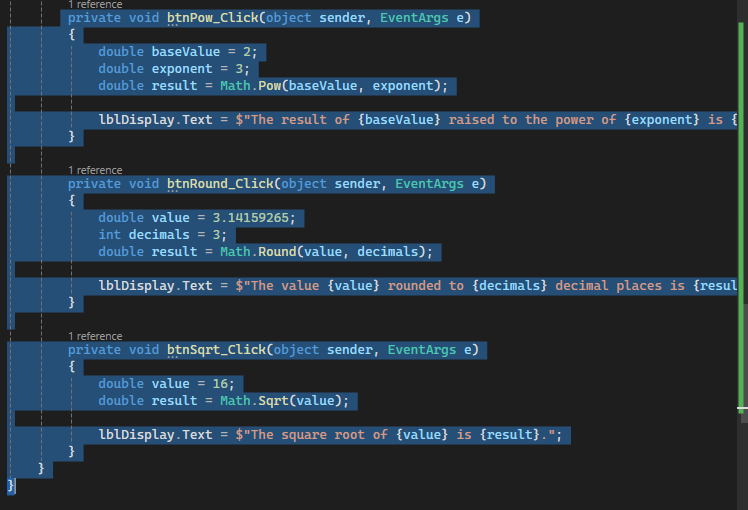 1 reference
private void btnPow_Click(object sender, EventArgs e)
{
double baseValue = 2;
double exponent = 3;
double result = Math.Pow(baseValue, exponent);
lblDisplay.Text = $"The result of {baseValue} raised to the power of {exponent} is {
}
1 reference
private void btnRound_Click(object sender, EventArgs e)
{
double value = 3.14159265;
int decimals = 3;
double result = Math.Round(value, decimals);
lblDisplay.Text = $"The value {value} rounded to {decimals} decimal places is {resul
}
1 reference
private void btnSqrt_Click(object sender, EventArgs e)
{
double value = 16;
double result = Math.Sqrt(value);
lblDisplay.Text = $"The square root of {value} is {result}.";
}
}
}